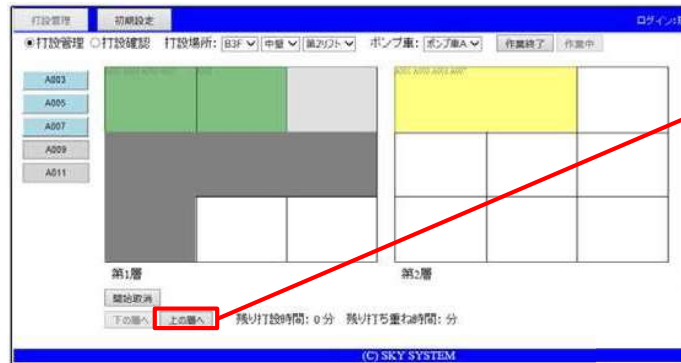 打設管理 初期設定
ログイン:
●打設管理 ○打設確認 打設場所: B3F 中壁 第2リフト ポンプ車: ポンプ車A 作業終了 作業中
A003
A005
A007
A009
A011
第1層 第2層
開始取消
下の層へ 上の層へ 残り打設時間: 0 分 残り打ち重ね時間: 分
(C) SKY SYSTEM